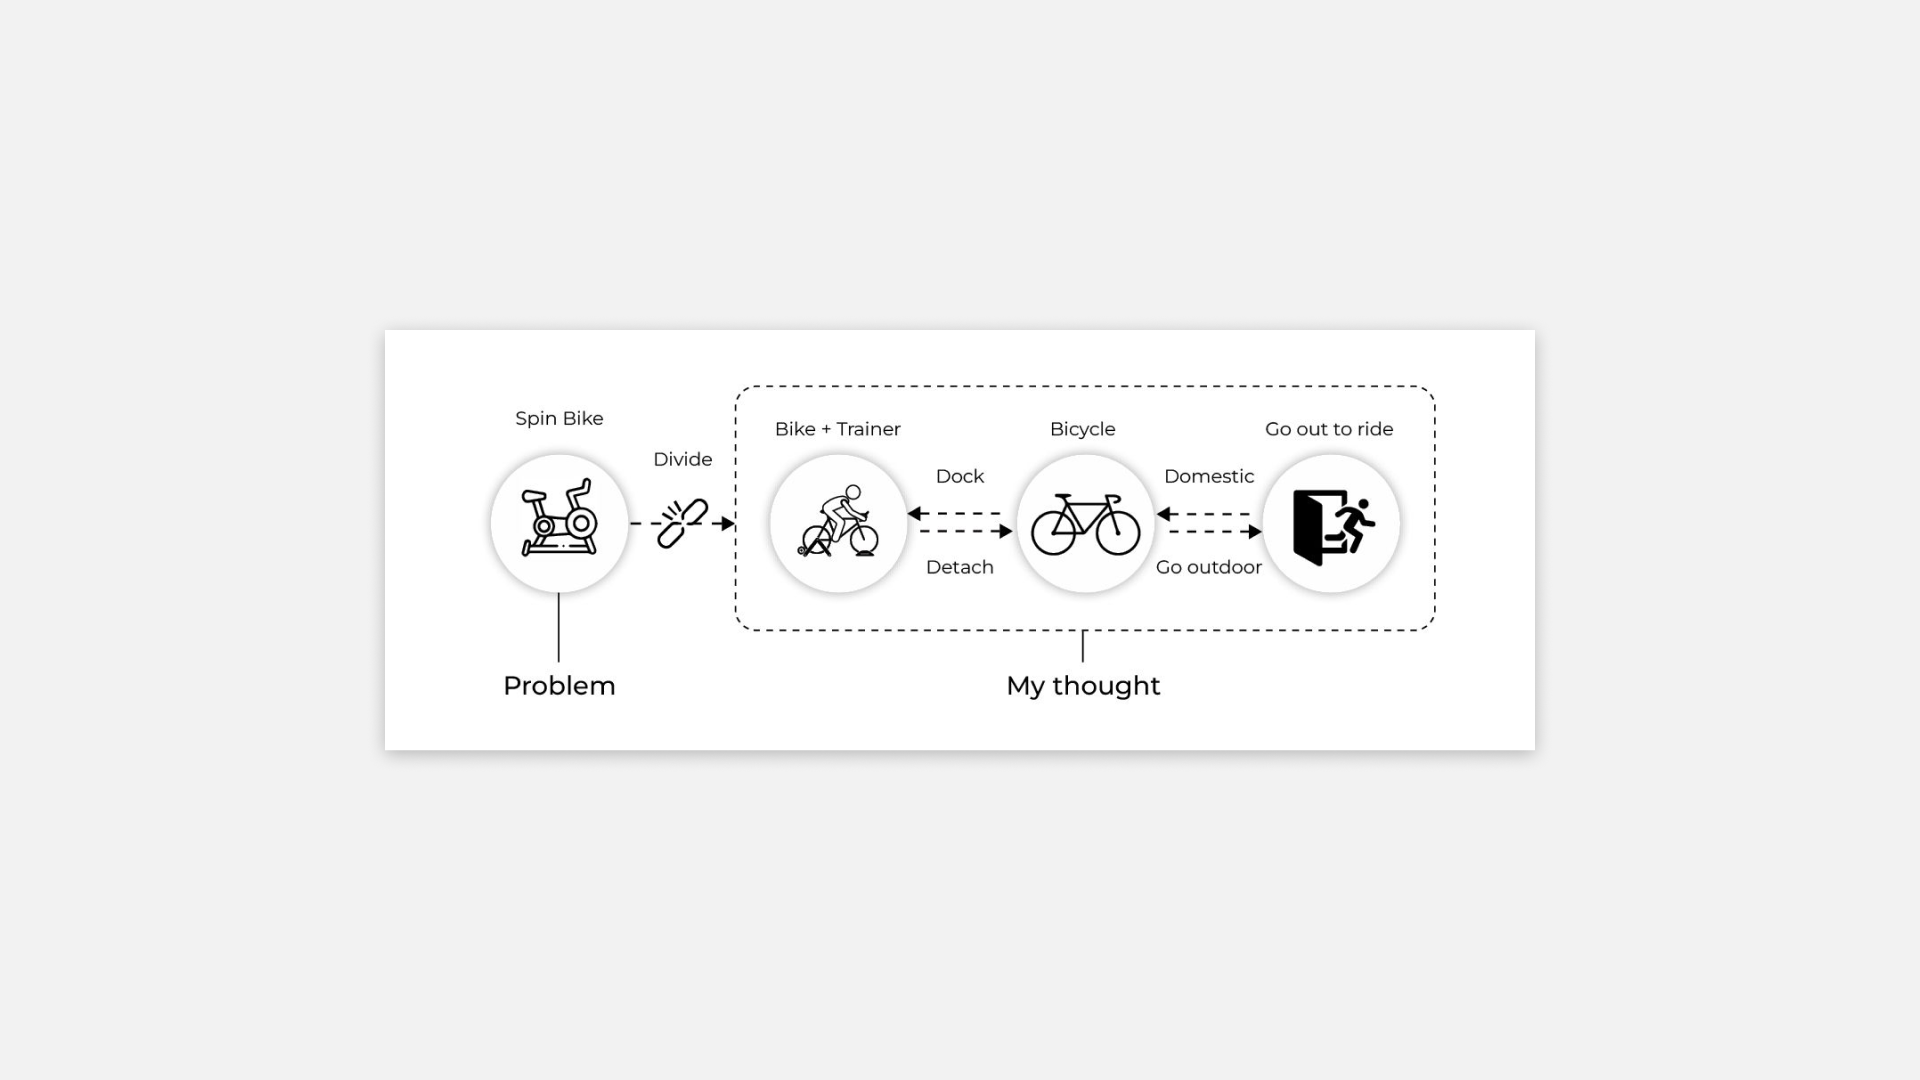 Spin Bike
Divide
Bike + Trainer
Dock
Detach
Bicycle
Domestic
Go outdoor
Go out to ride
Problem
My thought